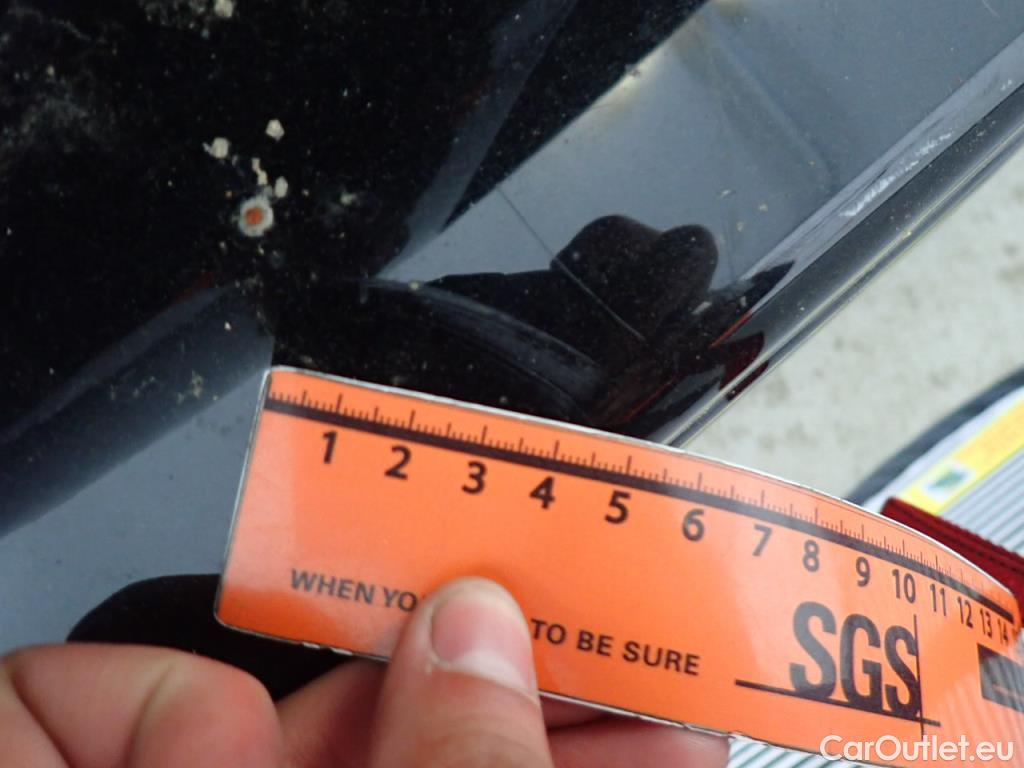 1 2 3 4 5 6 7 8 9 10 11 12 13 14
WHEN YO TO BE SURE
SGS
CarOutlet.eu